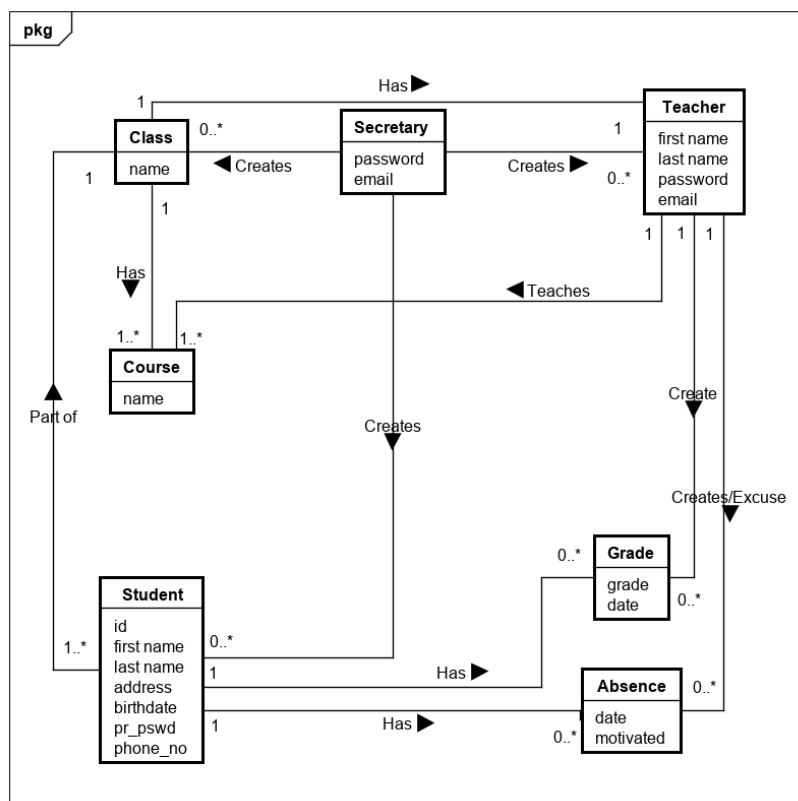 pkg
Has
1
Teacher
first name
last name
password
email
Class
name
0..*
Secretary
password
email
1
1
Creates
Creates
0..*
1
1
1
1
Has
Teaches
1..*
1..*
Course
name
Create
Part of
Creates
Creates/Excuse
Grade
grade
date
0..*
0..*
Student
id
first name
last name
address
birthdate
pr_pswd
phone_no
1..*
0..*
1
Has
Absence
date
motivated
0..*
1
Has
0..*